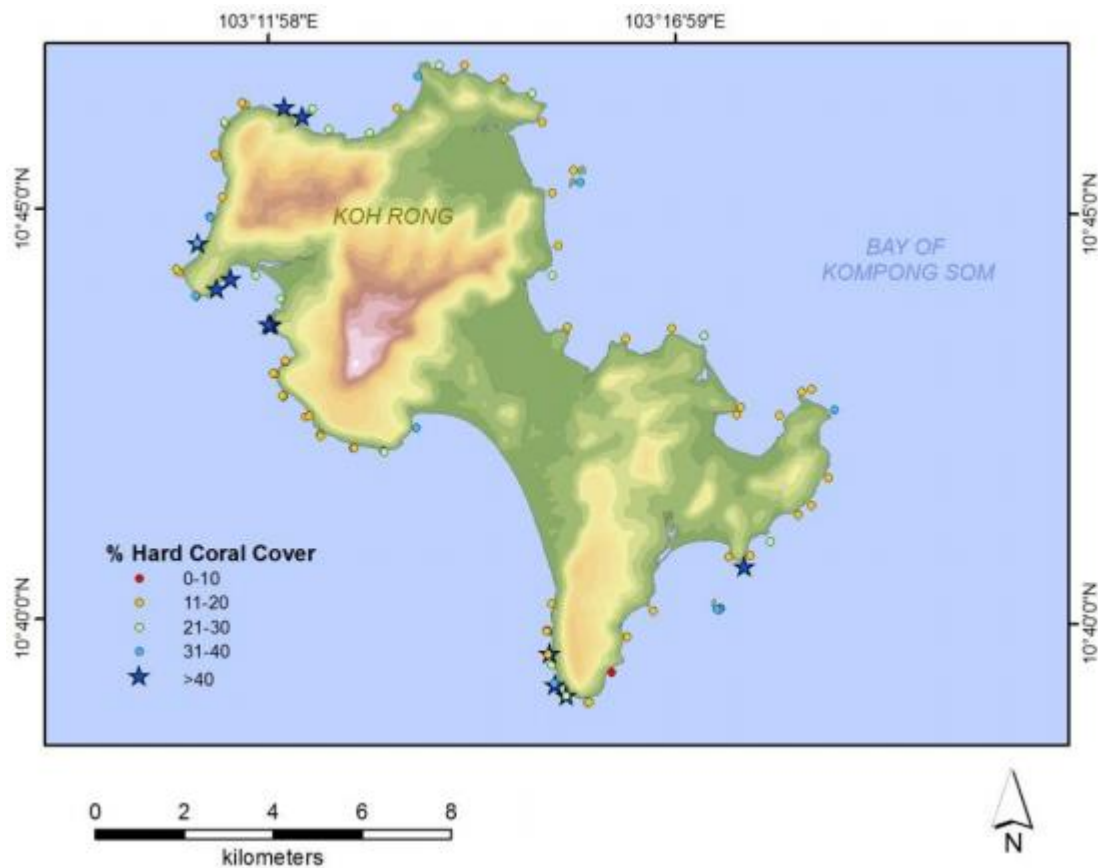 103°11'58"E
103°16'59"E
10°45'0"N
10°45'0"N
KOH RONG
BAY OF
KOMPONG SOM
% Hard Coral Cover
0-10
11-20
21-30
31-40
>40
10°40'0"N
10°40'0"N
0 2 4 6 8
kilometers
N